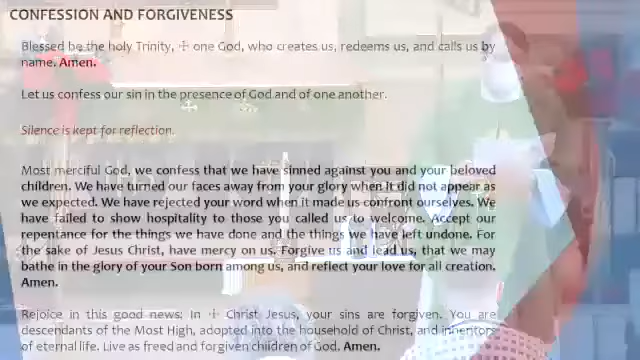 CONFESSION AND FORGIVENESS
Blessed be the holy Trinity, ☩ one God, who creates us, redeems us, and calls us by
name. Amen.
Let us confess our sin in the presence of God and of one another.
Silence is kept for reflection.
Most merciful God, we confess that we have sinned against you and your beloved
children. We have turned our faces away from your glory when it did not appear as
we expected. We have rejected your word when it made us confront ourselves. We
have failed to show hospitality to those you called us to welcome. Accept our
repentance for the things we have done and the things we have left undone. For
the sake of Jesus Christ, have mercy on us. Forgive us and lead us, that we may
bathe in the glory of your Son born among us, and reflect your love for all creation.
Amen.
Rejoice in this good news: In ☩ Christ Jesus, your sins are forgiven. You are
descendants of the Most High, adopted into the household of Christ, and inheritors
of eternal life. Live as freed and forgiven children of God. Amen.